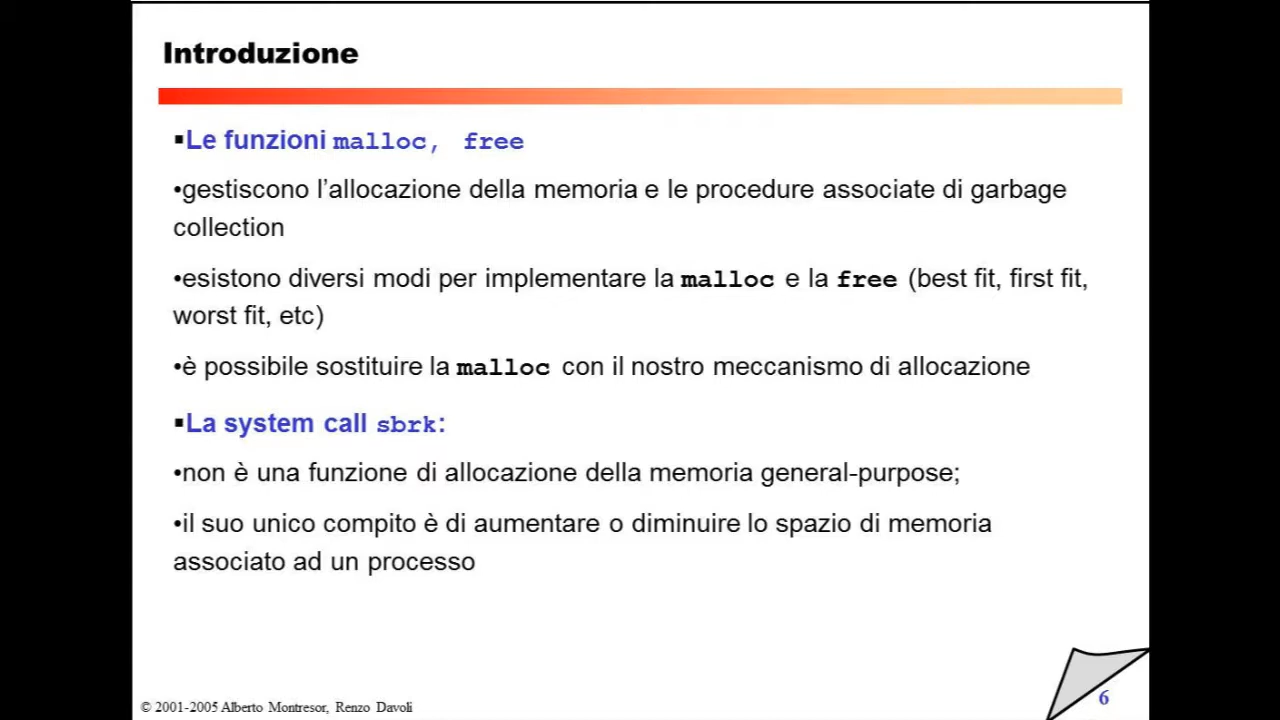 Introduzione
▪Le funzioni malloc, free
•gestiscono l’allocazione della memoria e le procedure associate di garbage
collection
•esistono diversi modi per implementare la malloc e la free (best fit, first fit,
worst fit, etc)
•è possibile sostituire la malloc con il nostro meccanismo di allocazione
▪La system call sbrk:
•non è una funzione di allocazione della memoria general-purpose;
•il suo unico compito è di aumentare o diminuire lo spazio di memoria
associato ad un processo
© 2001-2005 Alberto Montresor, Renzo Davoli
6